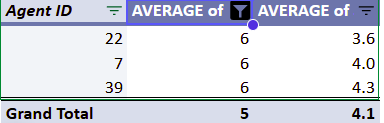 Agent ID AVERAGE of AVERAGE of
22 6 3.6
7 6 4.0
39 6 4.3
Grand Total 5 4.1